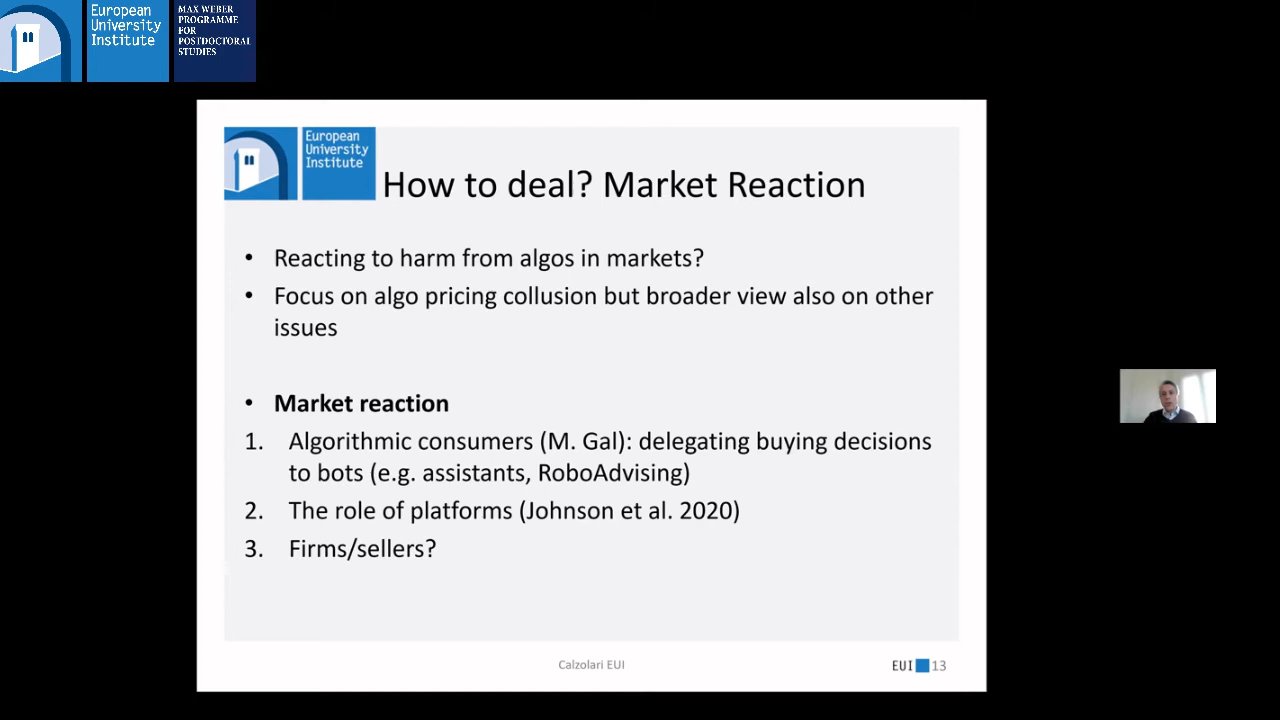 European
University
Institute
MAX WEBER
PROGRAMME
FOR
POSTDOCTORAL
STUDIES
European
University
Institute
How to deal? Market Reaction
• Reacting to harm from algos in markets?
• Focus on algo pricing collusion but broader view also on other
issues
• Market reaction
1. Algorithmic consumers (M. Gal): delegating buying decisions
to bots (e.g. assistants, RoboAdvising)
2. The role of platforms (Johnson et al. 2020)
3. Firms/sellers?
Calzolari EUI
EUI 13